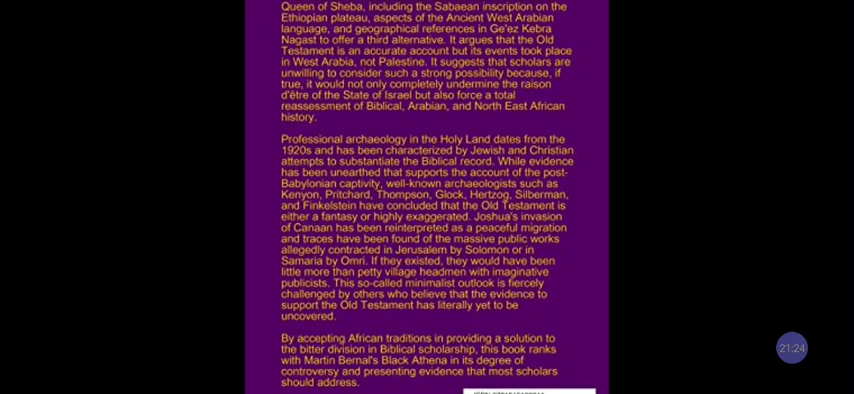 Queen of Sheba, including the Sabaean inscription on the
Ethiopian plateau, aspects of the Ancient West Arabian
language, and geographical references in Ge'ez Kebra
Nagast to offer a third alternative. It argues that the Old
Testament is an accurate account but its events took place
in West Arabia, not Palestine. It suggests that scholars are
unwilling to consider such a strong possibility because, if
true, it would not only completely undermine the raison
d'être of the State of Israel but also force a total
reassessment of Biblical, Arabian, and North East African
history.
Professional archaeology in the Holy Land dates from the
1920s and has been characterized by Jewish and Christian
attempts to substantiate the Biblical record. While evidence
has been unearthed that supports the account of the post-
Babylonian captivity, well-known archaeologists such as
Kenyon, Pritchard, Thompson, Glock, Hertzog, Silberman,
and Finkelstein have concluded that the Old Testament is
either a fantasy or highly exaggerated. Joshua's invasion
of Canaan has been reinterpreted as a peaceful migration
and traces have been found of the massive public works
allegedly contracted in Jerusalem by Solomon or in
Samaria by Omri. If they existed, they would have been
little more than petty village headmen with imaginative
publicists. This so-called minimalist outlook is fiercely
challenged by others who believe that the evidence to
support the Old Testament has literally yet to be
uncovered.
By accepting African traditions in providing a solution to
the bitter division in Biblical scholarship, this book ranks
with Martin Bernal's Black Athena in its degree of
controversy and presenting evidence that most scholars
should address.
21:24